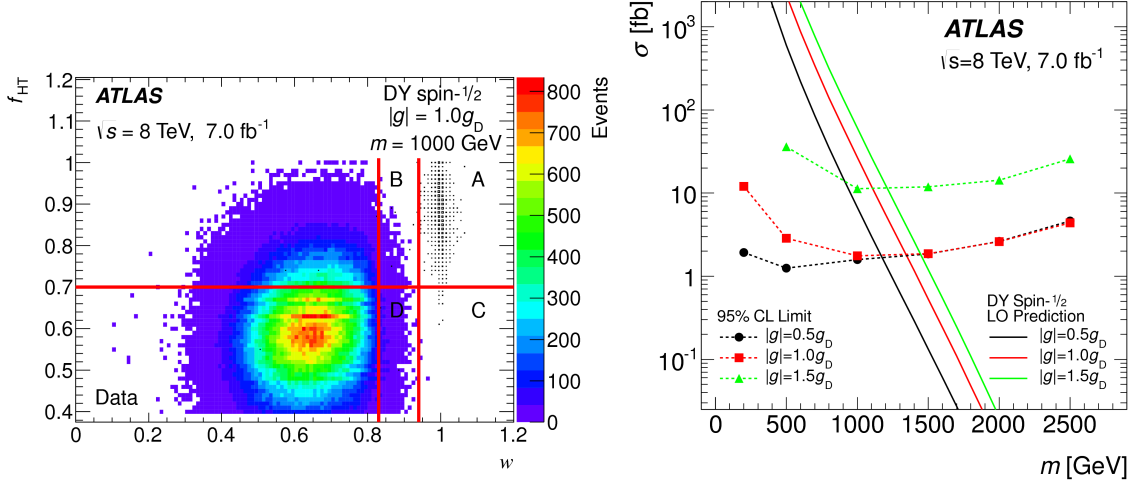 f_HT
1.2
1.1
1
0.9
0.8
0.7
0.6
0.5
0.4
ATLAS
√s = 8 TeV, 7.0 fb⁻¹
DY spin-1/2
|g| = 1.0g_D
m = 1000 GeV
B
A
D
C
Data
0
0.2
0.4
0.6
0.8
1
1.2
w
800
700
600
500
400
300
200
100
0
Events
σ [fb]
10³
10²
10
1
10⁻¹
ATLAS
√s=8 TeV, 7.0 fb⁻¹
95% CL Limit
|g|=0.5g_D
|g|=1.0g_D
|g|=1.5g_D
DY Spin-1/2
LO Prediction
|g|=0.5g_D
|g|=1.0g_D
|g|=1.5g_D
0
500
1000
1500
2000
2500
m [GeV]